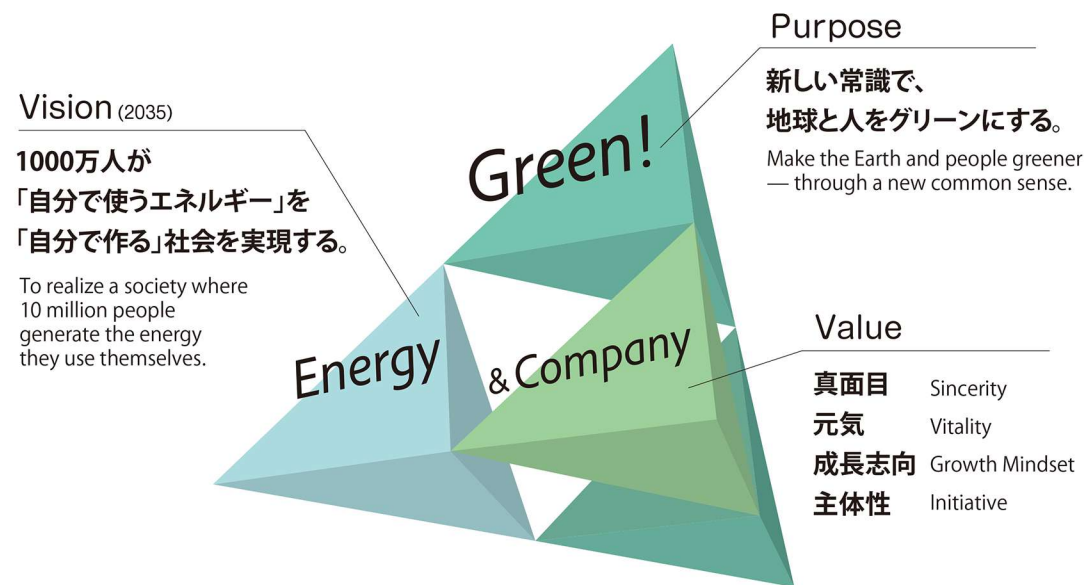 Purpose
新しい常識で、
地球と人をグリーンにする。
Make the Earth and people greener
— through a new common sense.
Vision (2035)
1000万人が
「自分で使うエネルギー」を
「自分で作る」社会を実現する。
To realize a society where
10 million people
generate the energy
they use themselves.
Green!
Energy
& Company
Value
真面目 Sincerity
元気 Vitality
成長志向 Growth Mindset
主体性 Initiative